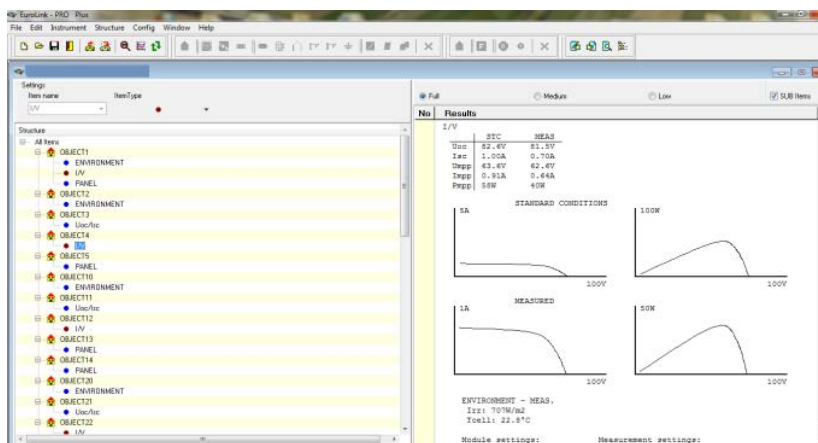 EuroLink - PRO Plus
File Edit Instrument Structure Config Window Help
Settings
Item name ItemType
I/V
Full Medium Low SUB Items
No Results
Structure
All Items
OBJECT1
ENVIRONMENT
I/V
PANEL
OBJECT2
ENVIRONMENT
OBJECT3
Uoc/Isc
OBJECT4
I/V
OBJECT5
PANEL
OBJECT10
ENVIRONMENT
OBJECT11
Uoc/Isc
OBJECT12
I/V
OBJECT13
PANEL
OBJECT14
PANEL
OBJECT20
ENVIRONMENT
OBJECT21
Uoc/Isc
OBJECT22
I/V
I/V
STC MEAS
Uoc 82.6V 81.5V
Isc 1.00A 0.70A
Umpp 63.6V 62.6V
Impp 0.91A 0.64A
Pmpp 58W 40W
STANDARD CONDITIONS
5A 100W
100V 100V
MEASURED
1A 50W
100V 100V
ENVIRONMENT - MEAS.
Irr: 707W/m2
Tcell: 22.8°C
Module settings: Measurement settings: